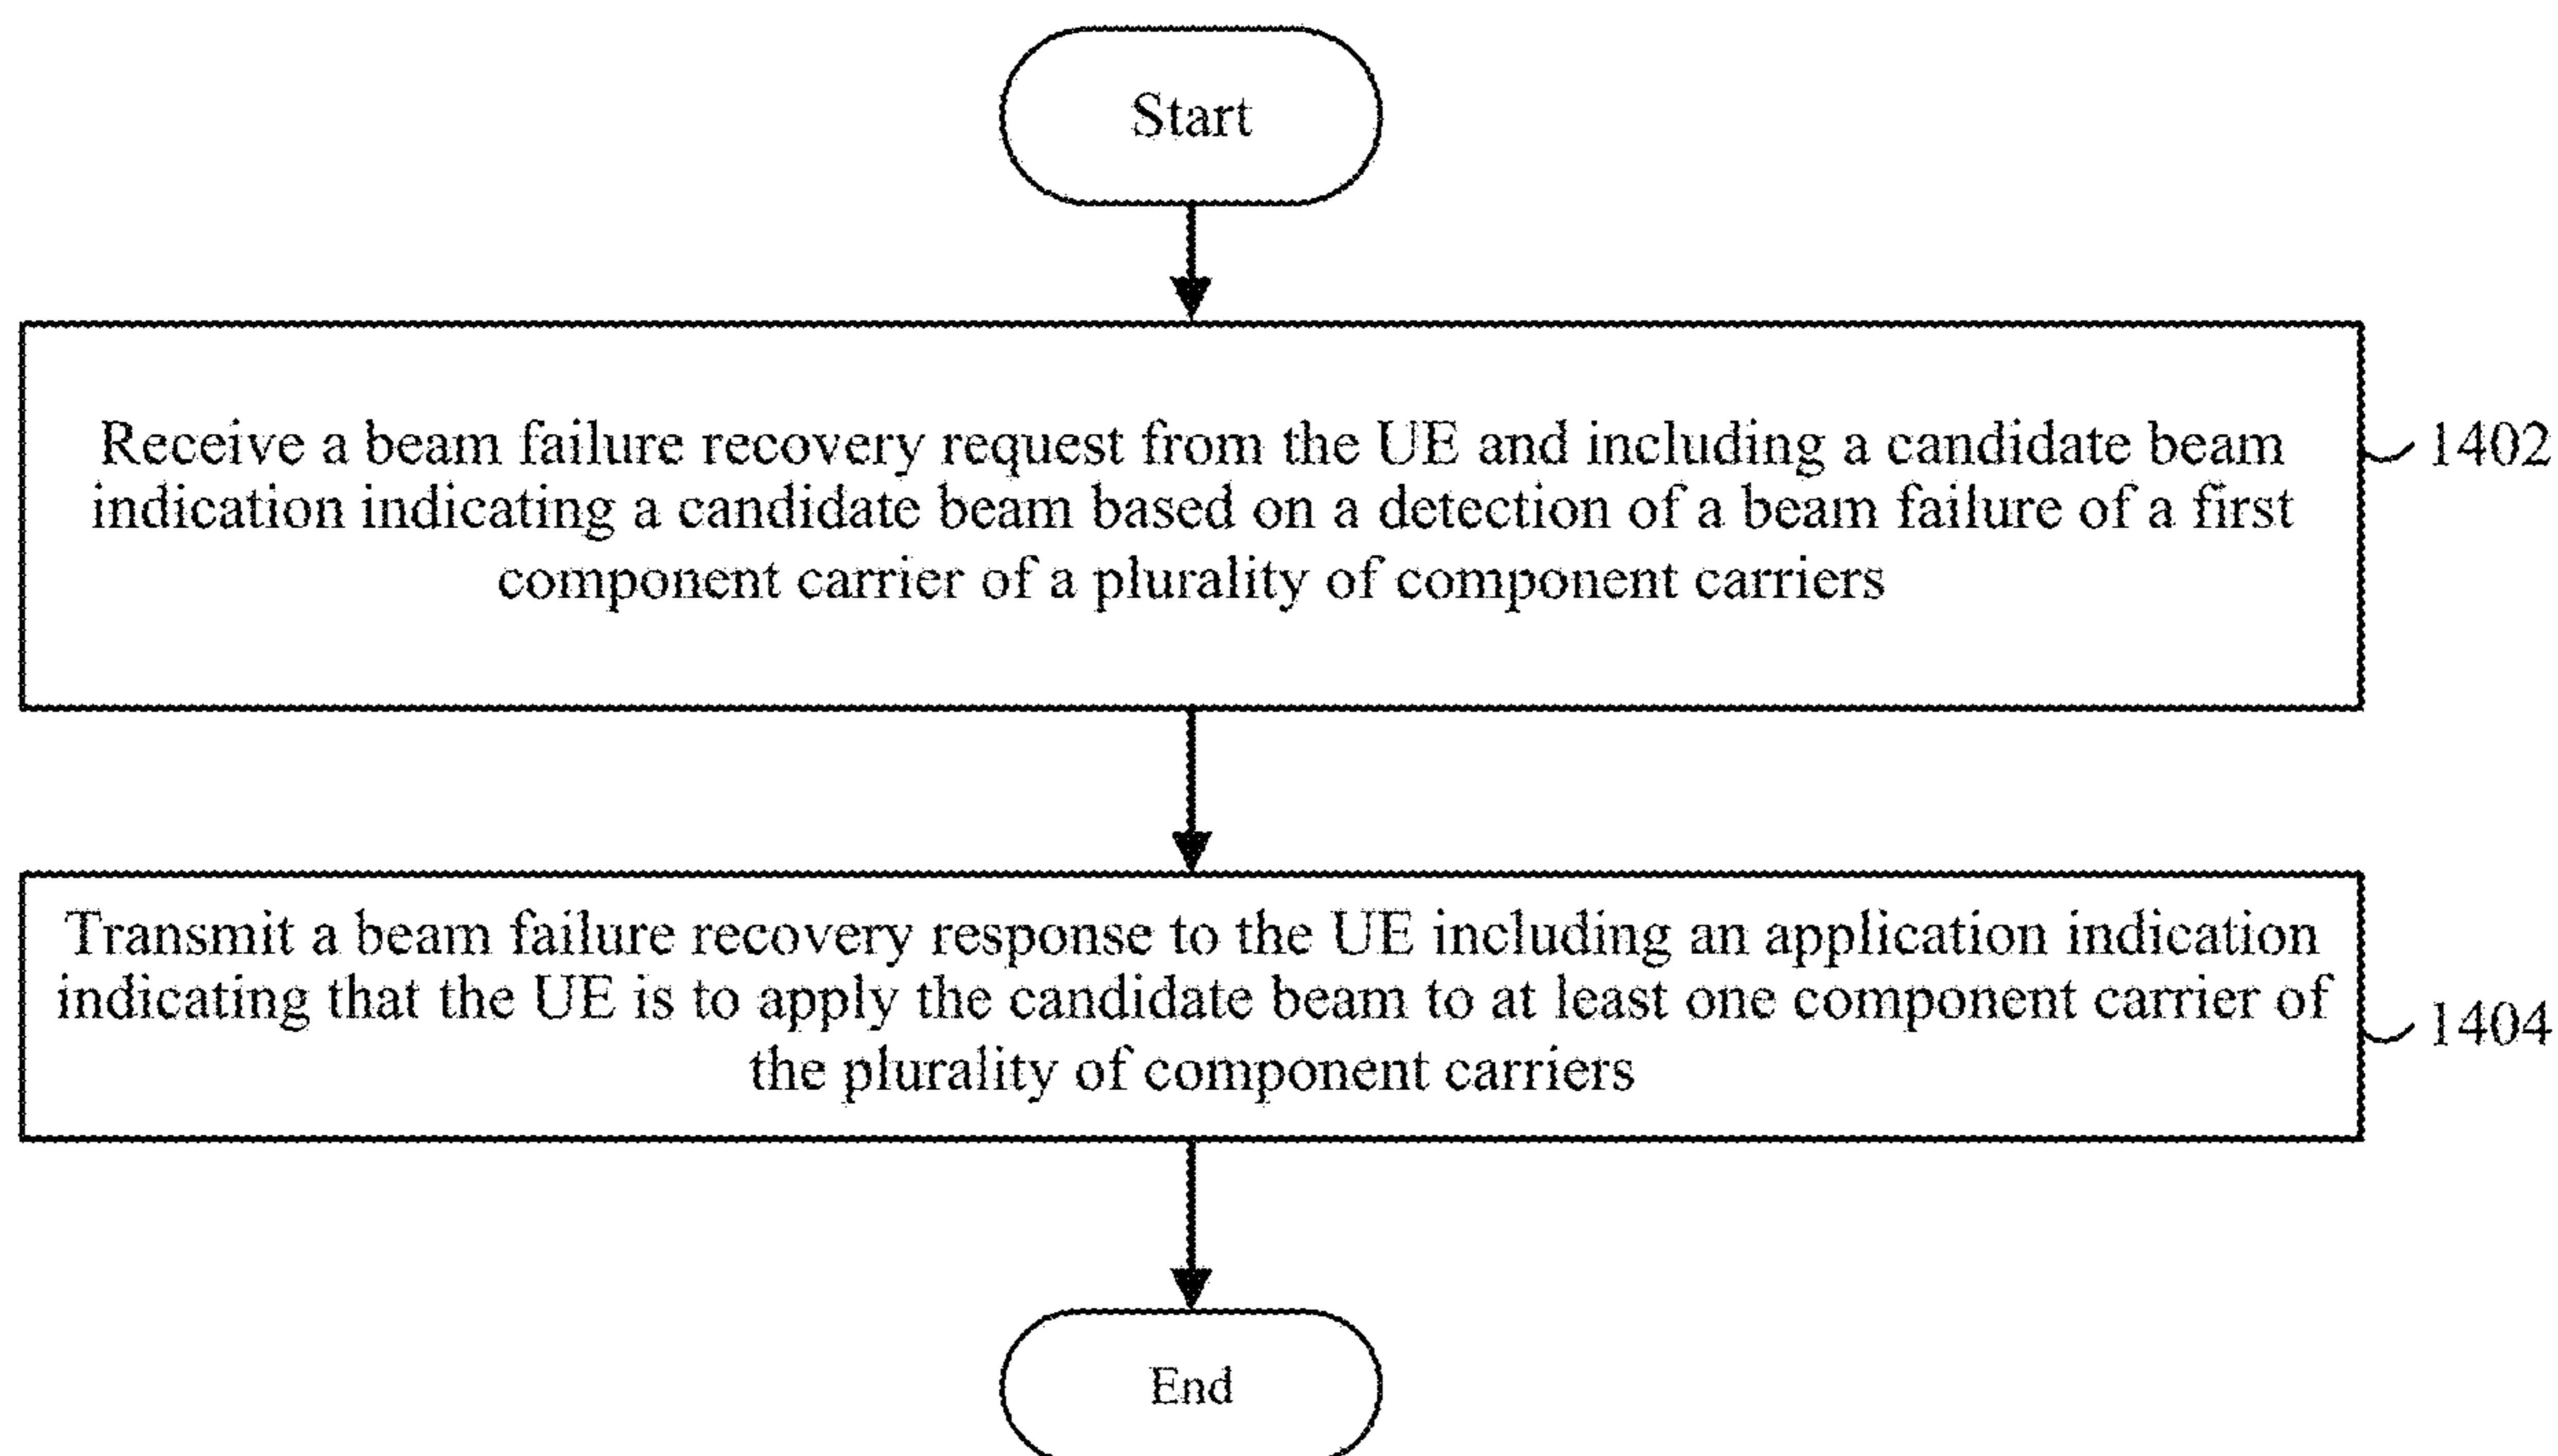 Start
Receive a beam failure recovery request from the UE and including a candidate beam
indication indicating a candidate beam based on a detection of a beam failure of a first
component carrier of a plurality of component carriers
1402
Transmit a beam failure recovery response to the UE including an application indication
indicating that the UE is to apply the candidate beam to at least one component carrier of
the plurality of component carriers
1404
End